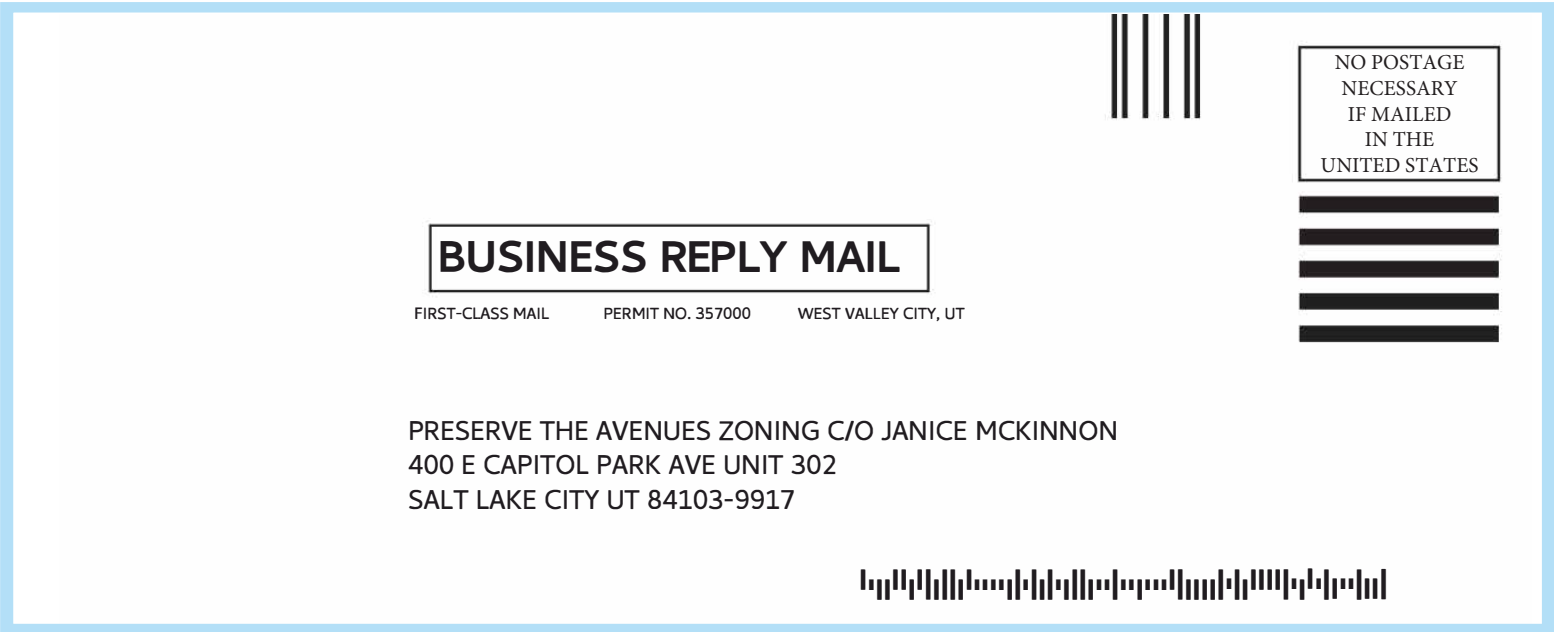 NO POSTAGE
NECESSARY
IF MAILED
IN THE
UNITED STATES
BUSINESS REPLY MAIL
FIRST-CLASS MAIL PERMIT NO. 357000 WEST VALLEY CITY, UT
PRESERVE THE AVENUES ZONING C/O JANICE MCKINNON
400 E CAPITOL PARK AVE UNIT 302
SALT LAKE CITY UT 84103-9917